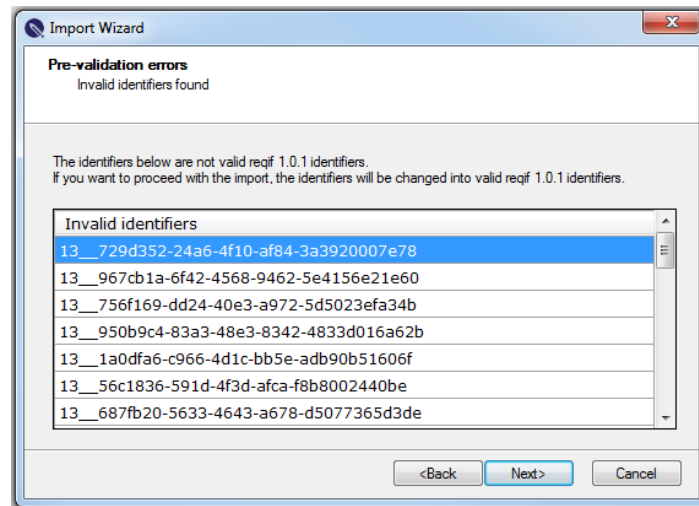 Import Wizard
Pre-validation errors
Invalid identifiers found
The identifiers below are not valid reqif 1.0.1 identifiers.
If you want to proceed with the import, the identifiers will be changed into valid reqif 1.0.1 identifiers.
Invalid identifiers
13__729d352-24a6-4f10-af84-3a3920007e78
13__967cb1a-6f42-4568-9462-5e4156e21e60
13__756f169-dd24-40e3-a972-5d5023efa34b
13__950b9c4-83a3-48e3-8342-4833d016a62b
13__1a0dfa6-c966-4d1c-bb5e-adb90b51606f
13__56c1836-591d-4f3d-afca-f8b8002440be
13__687fb20-5633-4643-a678-d5077365d3de
<Back Next> Cancel